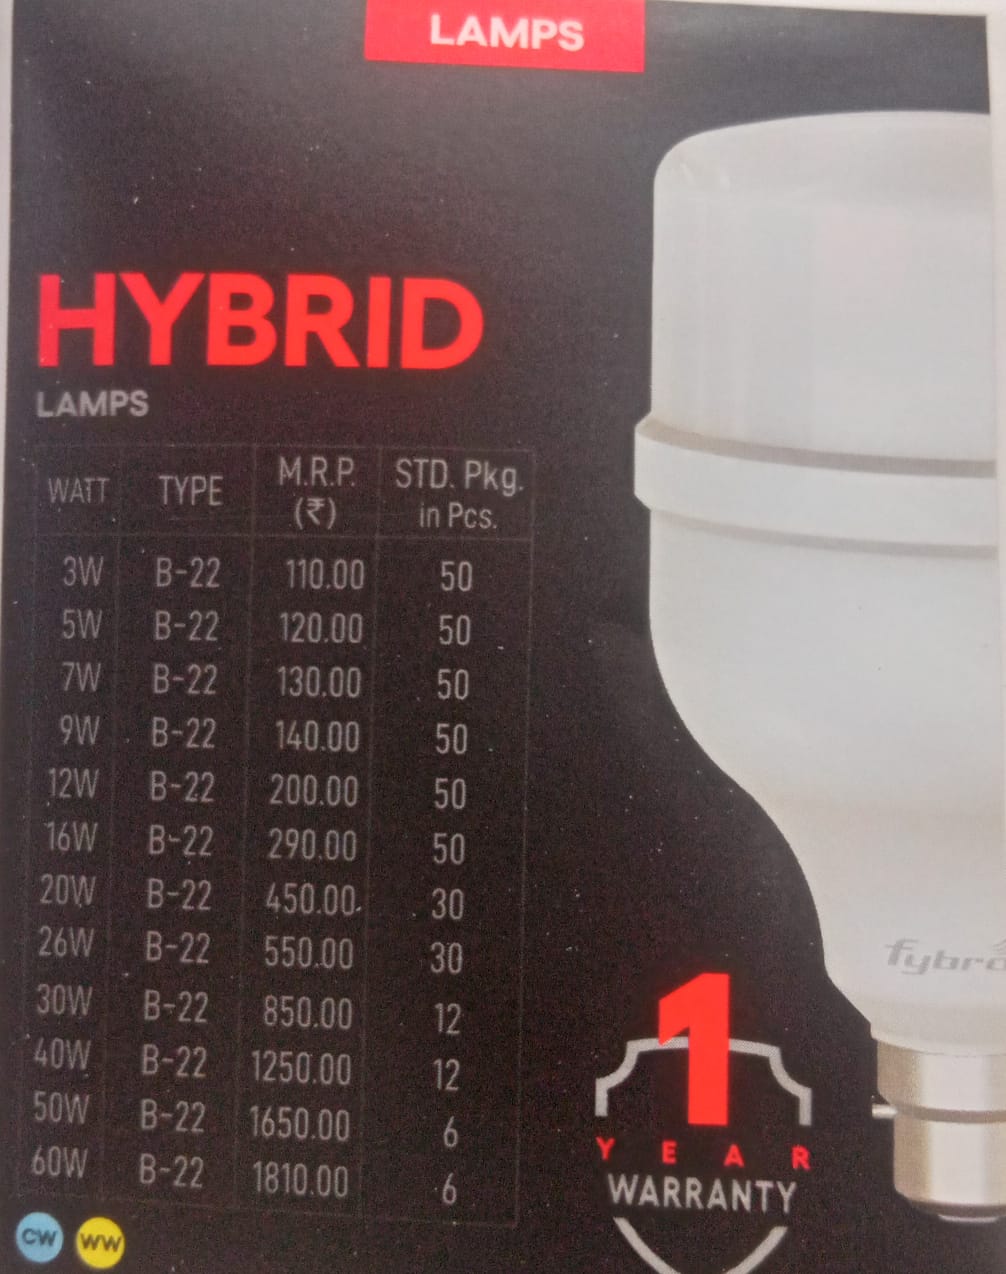 LAMPS
HYBRID
LAMPS
WATT TYPE M.R.P. (₹) STD. Pkg. in Pcs.
3W B-22 110.00 50
5W B-22 120.00 50
7W B-22 130.00 50
9W B-22 140.00 50
12W B-22 200.00 50
16W B-22 290.00 50
20W B-22 450.00 30
26W B-22 550.00 30
30W B-22 850.00 12
40W B-22 1250.00 12
50W B-22 1650.00 6
60W B-22 1810.00 6
fybra
1
YEAR
WARRANTY
CW WW